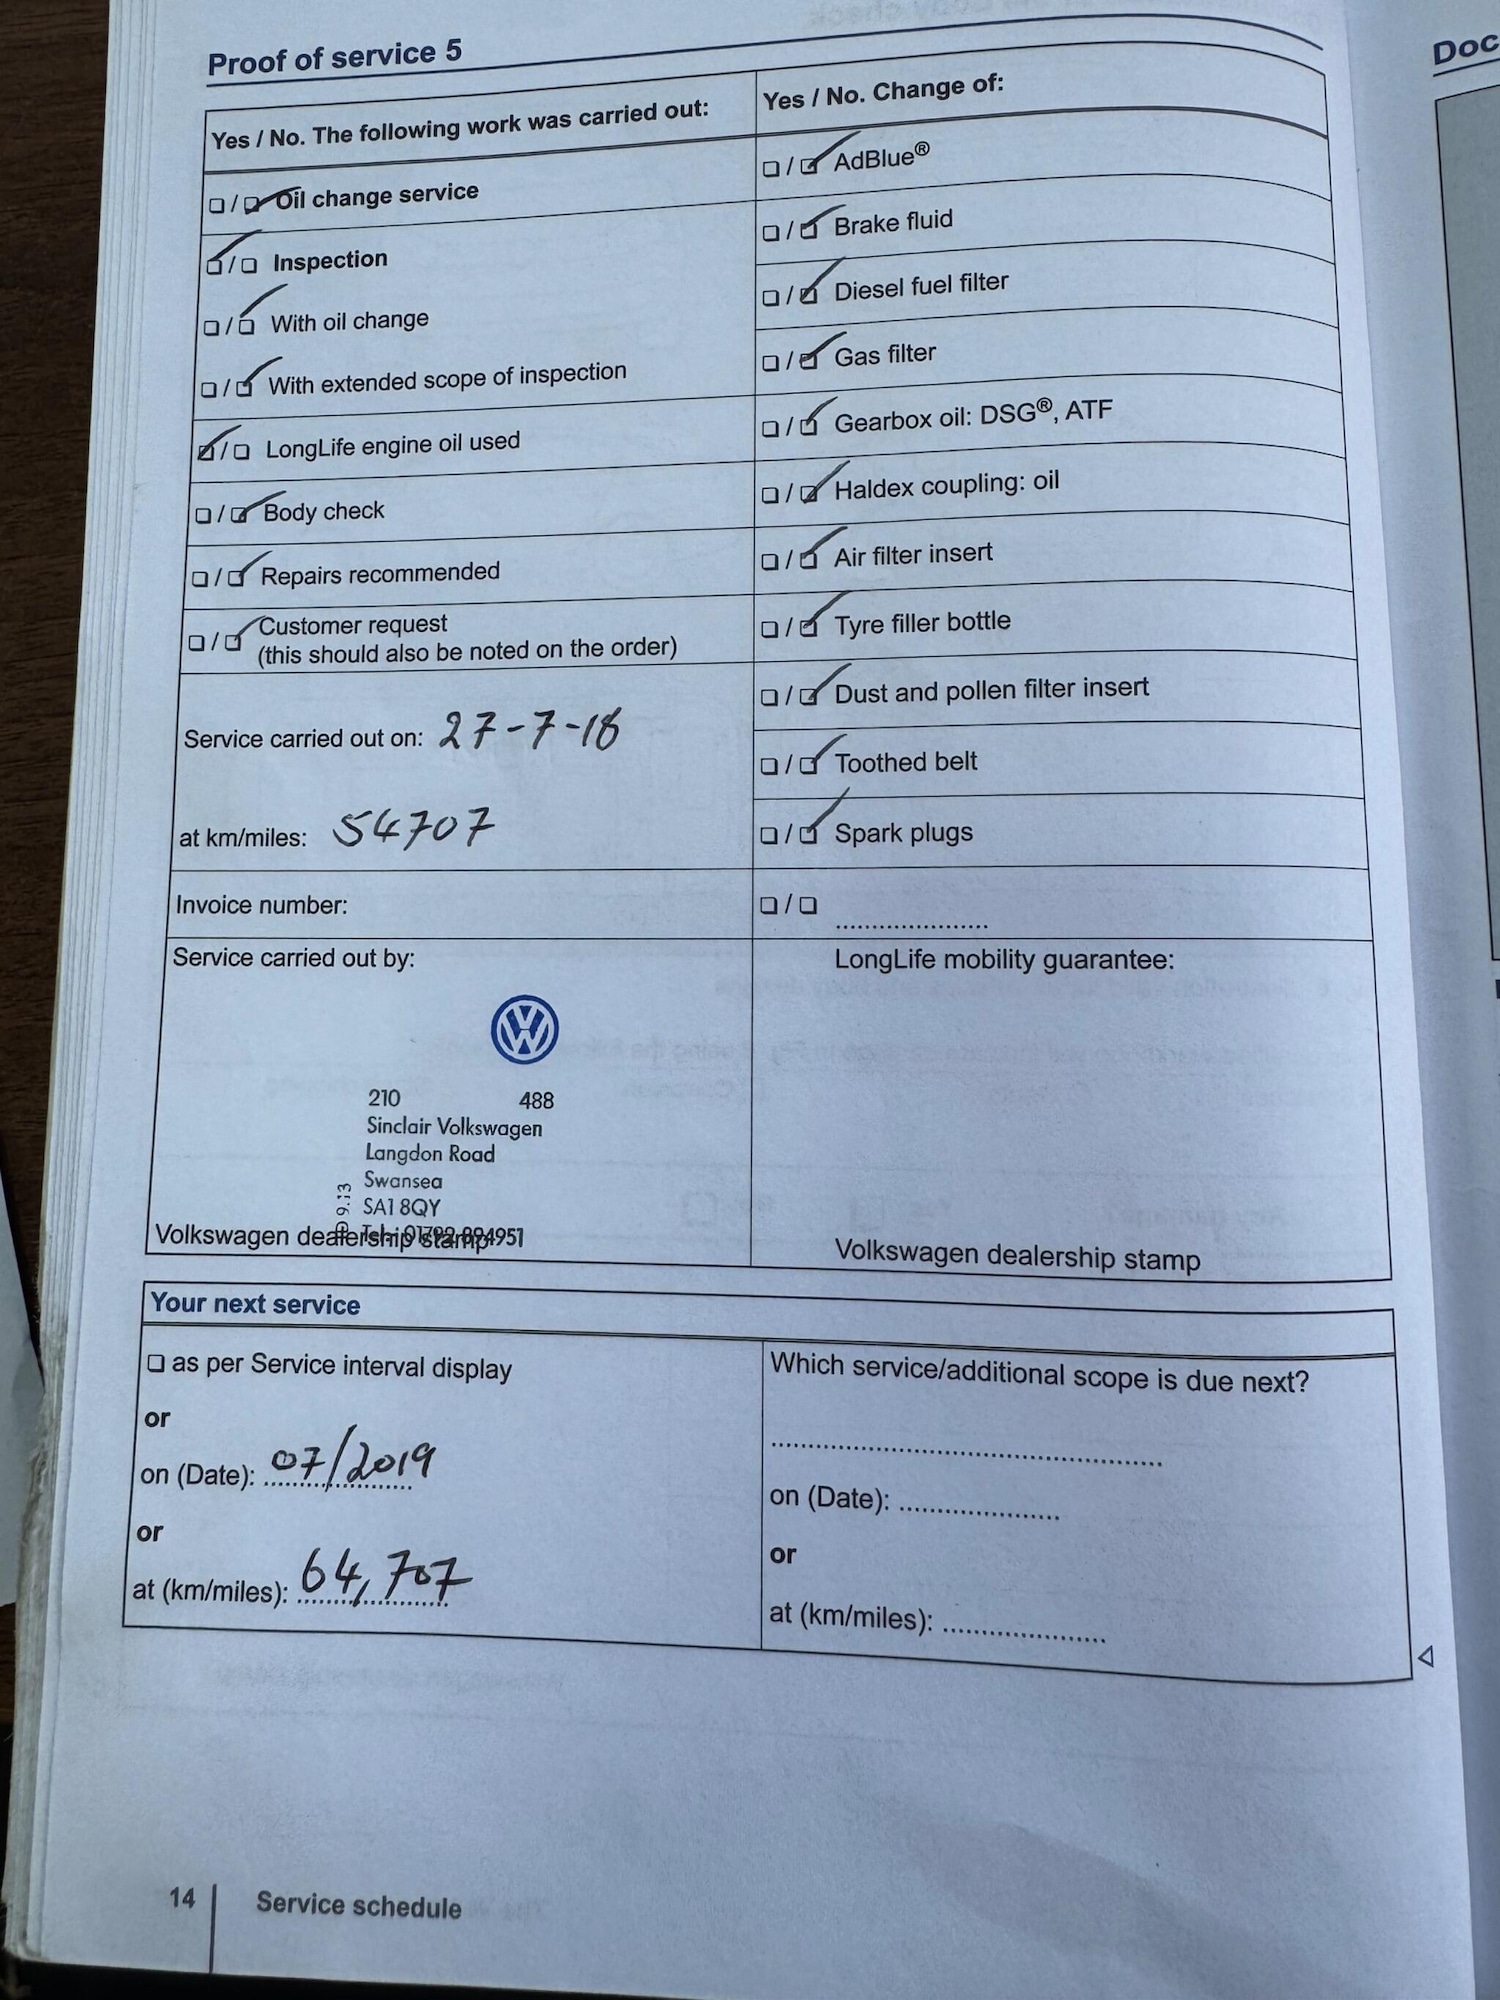 Proof of service 5
Yes / No. The following work was carried out:
☐/☑ Oil change service
☑/☐ Inspection
☐/☑ With oil change
☐/☑ With extended scope of inspection
☑/☐ LongLife engine oil used
☐/☑ Body check
☐/☑ Repairs recommended
☐/☑ Customer request
(this should also be noted on the order)
Service carried out on: 27-7-18
at km/miles: 54707
Invoice number:
Service carried out by:
210 488
Sinclair Volkswagen
Langdon Road
Swansea
SA1 8QY
9.13
Volkswagen dealership stamp
Yes / No. Change of:
☐/☑ AdBlue®
☐/☑ Brake fluid
☐/☑ Diesel fuel filter
☐/☑ Gas filter
☐/☑ Gearbox oil: DSG®, ATF
☐/☑ Haldex coupling: oil
☐/☑ Air filter insert
☐/☑ Tyre filler bottle
☐/☑ Dust and pollen filter insert
☐/☑ Toothed belt
☐/☑ Spark plugs
☐/☐ ....................
LongLife mobility guarantee:
Volkswagen dealership stamp
Your next service
☐ as per Service interval display
or
on (Date): 07/2019
or
at (km/miles): 64,707
Which service/additional scope is due next?
on (Date): ....................
or
at (km/miles): ....................
14 Service schedule
Doc